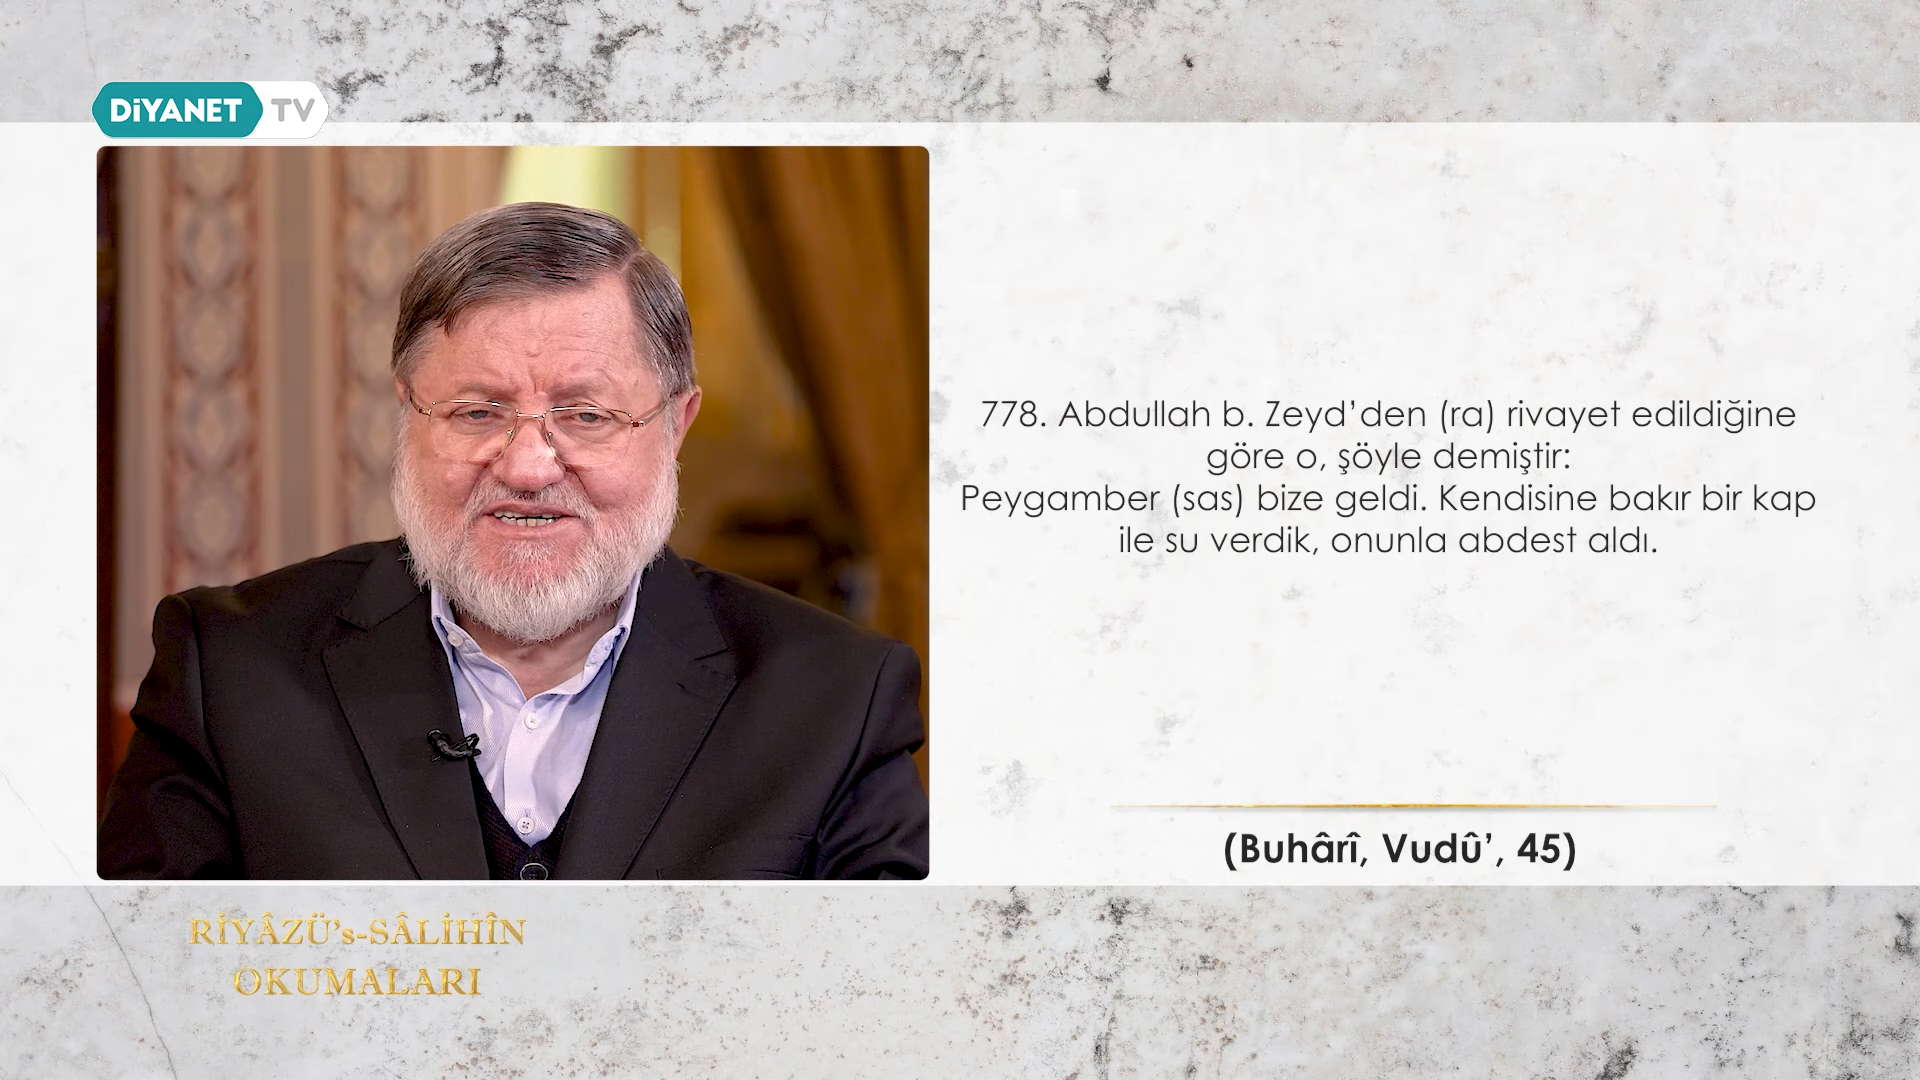 DİYANET TV
778. Abdullah b. Zeyd’den (ra) rivayet edildiğine
göre o, şöyle demiştir:
Peygamber (sas) bize geldi. Kendisine bakır bir kap
ile su verdik, onunla abdest aldı.
(Buhârî, Vudû’, 45)
RİYÂZÜ’s-SÂLİHÎN
OKUMALARI